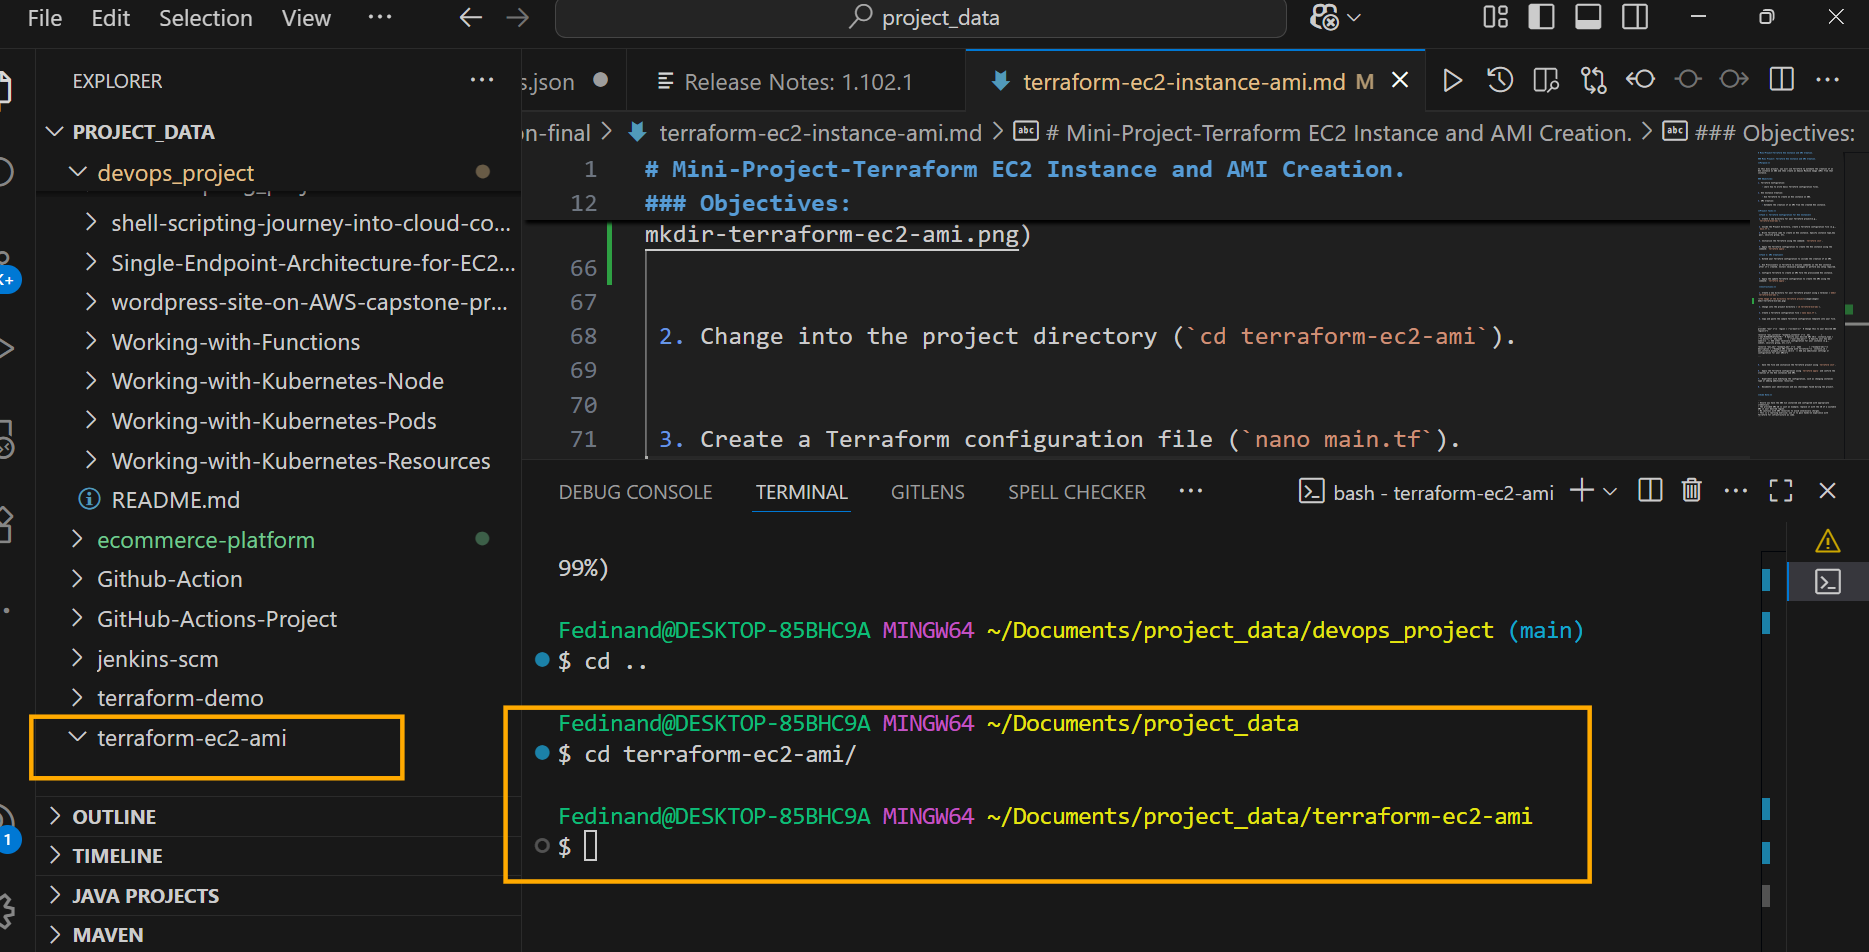 File Edit Selection View ··· project_data
EXPLORER ···
PROJECT_DATA
devops_project
shell-scripting-journey-into-cloud-co...
Single-Endpoint-Architecture-for-EC2...
wordpress-site-on-AWS-capstone-pr...
Working-with-Functions
Working-with-Kubernetes-Node
Working-with-Kubernetes-Pods
Working-with-Kubernetes-Resources
README.md
ecommerce-platform
Github-Action
GitHub-Actions-Project
jenkins-scm
terraform-demo
terraform-ec2-ami
OUTLINE
TIMELINE
JAVA PROJECTS
MAVEN
K+
1
s.json Release Notes: 1.102.1 terraform-ec2-instance-ami.md M
on-final > terraform-ec2-instance-ami.md > abc # Mini-Project-Terraform EC2 Instance and AMI Creation. > abc ### Objectives:
1 # Mini-Project-Terraform EC2 Instance and AMI Creation.
12 ### Objectives:
mkdir-terraform-ec2-ami.png)
66
67
68 2. Change into the project directory (`cd terraform-ec2-ami`).
69
70
71 3. Create a Terraform configuration file (`nano main.tf`).
DEBUG CONSOLE TERMINAL GITLENS SPELL CHECKER ··· bash - terraform-ec2-ami
99%)
Fedinand@DESKTOP-85BHC9A MINGW64 ~/Documents/project_data/devops_project (main)
$ cd ..
Fedinand@DESKTOP-85BHC9A MINGW64 ~/Documents/project_data
$ cd terraform-ec2-ami/
Fedinand@DESKTOP-85BHC9A MINGW64 ~/Documents/project_data/terraform-ec2-ami
$